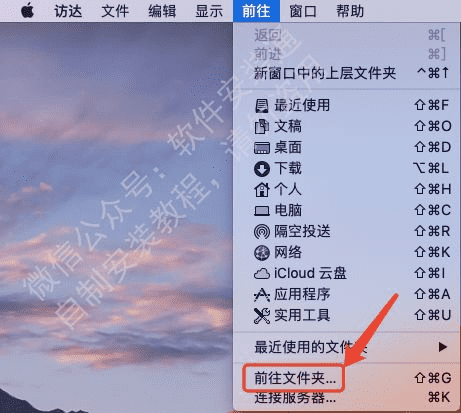 访达 文件 编辑 显示 前往 窗口 帮助
返回 ⌘[
前进 ⌘]
新窗口中的上层文件夹 ^⌘↑
最近使用 ⇧⌘F
文稿 ⇧⌘O
桌面 ⇧⌘D
下载 ⌥⌘L
个人 ⇧⌘H
电脑 ⇧⌘C
隔空投送 ⇧⌘R
网络 ⇧⌘K
iCloud 云盘 ⇧⌘I
应用程序 ⇧⌘A
实用工具 ⇧⌘U
最近使用的文件夹 ▶
前往文件夹... ⇧⌘G
连接服务器... ⌘K
微信公众号：软件安装通
自制安装教程，请勿盗用